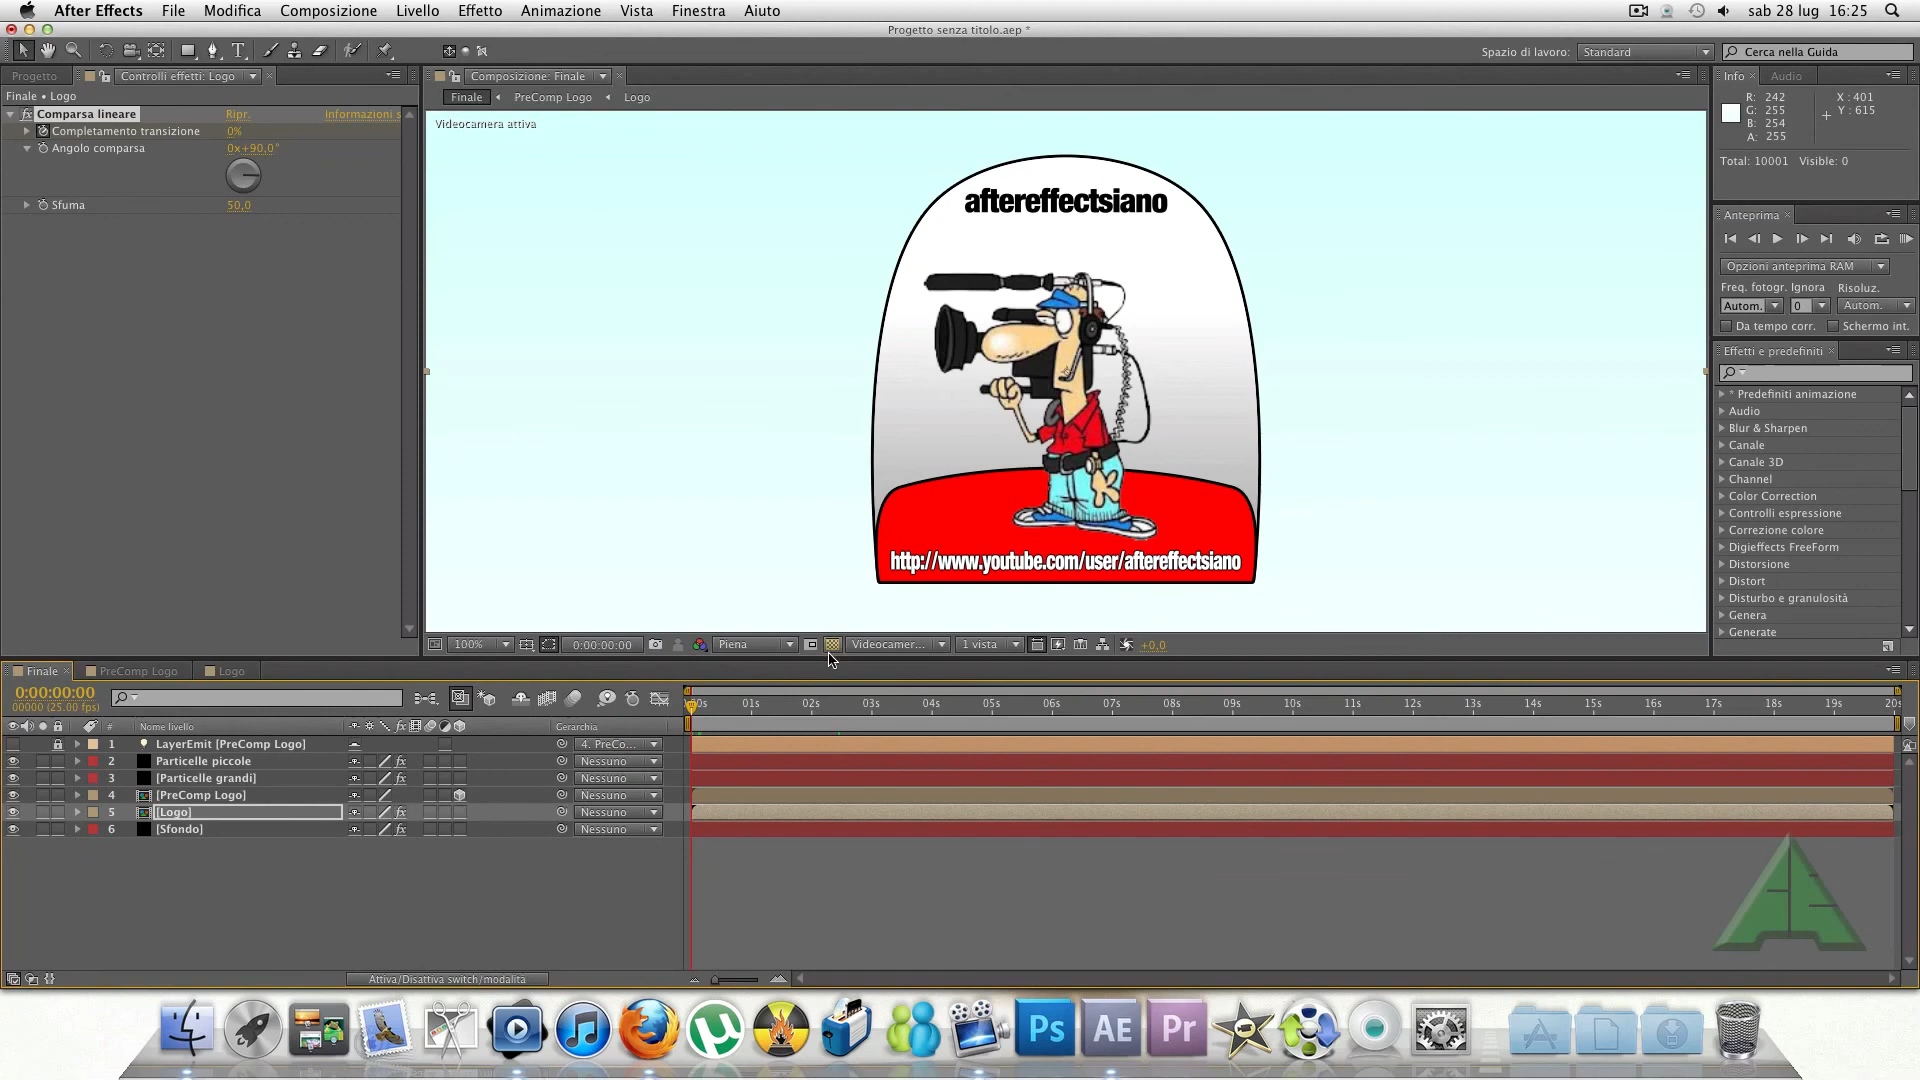 After Effects File Modifica Composizione Livello Effetto Animazione Vista Finestra Aiuto sab 28 lug 16:25
Progetto senza titolo.aep *
Spazio di lavoro: Standard Cerca nella Guida
Progetto Controlli effetti: Logo Composizione: Finale Info Audio
Finale • Logo
Finale PreComp Logo Logo
Comparsa lineare Ripr. Informazioni s
Completamento transizione 0%
Angolo comparsa 0x+90,0°
Sfuma 50,0
Videocamera attiva
aftereffectsiano
http://www.youtube.com/user/aftereffectsiano
R: 242 X: 401
G: 255 Y: 615
B: 254
A: 255
Total: 10001 Visible: 0
Anteprima
Opzioni anteprima RAM
Freq. fotogr. Ignora Risoluz.
Autom. 0 Autom.
Da tempo corr. Schermo int.
Effetti e predefiniti
* Predefiniti animazione
Audio
Blur & Sharpen
Canale
Canale 3D
Channel
Color Correction
Controlli espressione
Correzione colore
Digieffects FreeForm
Distorsione
Distort
Disturbo e granulosità
Genera
Generate
100% 0:00:00:00 Piena Videocamer... 1 vista +0,0
Finale PreComp Logo Logo
0:00:00:00
00000 (25.00 fps)
00s 01s 02s 03s 04s 05s 06s 07s 08s 09s 10s 11s 12s 13s 14s 15s 16s 17s 18s 19s 20s
# Nome livello Gerarchia
1 LayerEmit [PreComp Logo] 4. PreCo...
2 Particelle piccole Nessuno
3 [Particelle grandi] Nessuno
4 [PreComp Logo] Nessuno
5 [Logo] Nessuno
6 [Sfondo] Nessuno
Attiva/Disattiva switch/modalità
Ps AE Pr